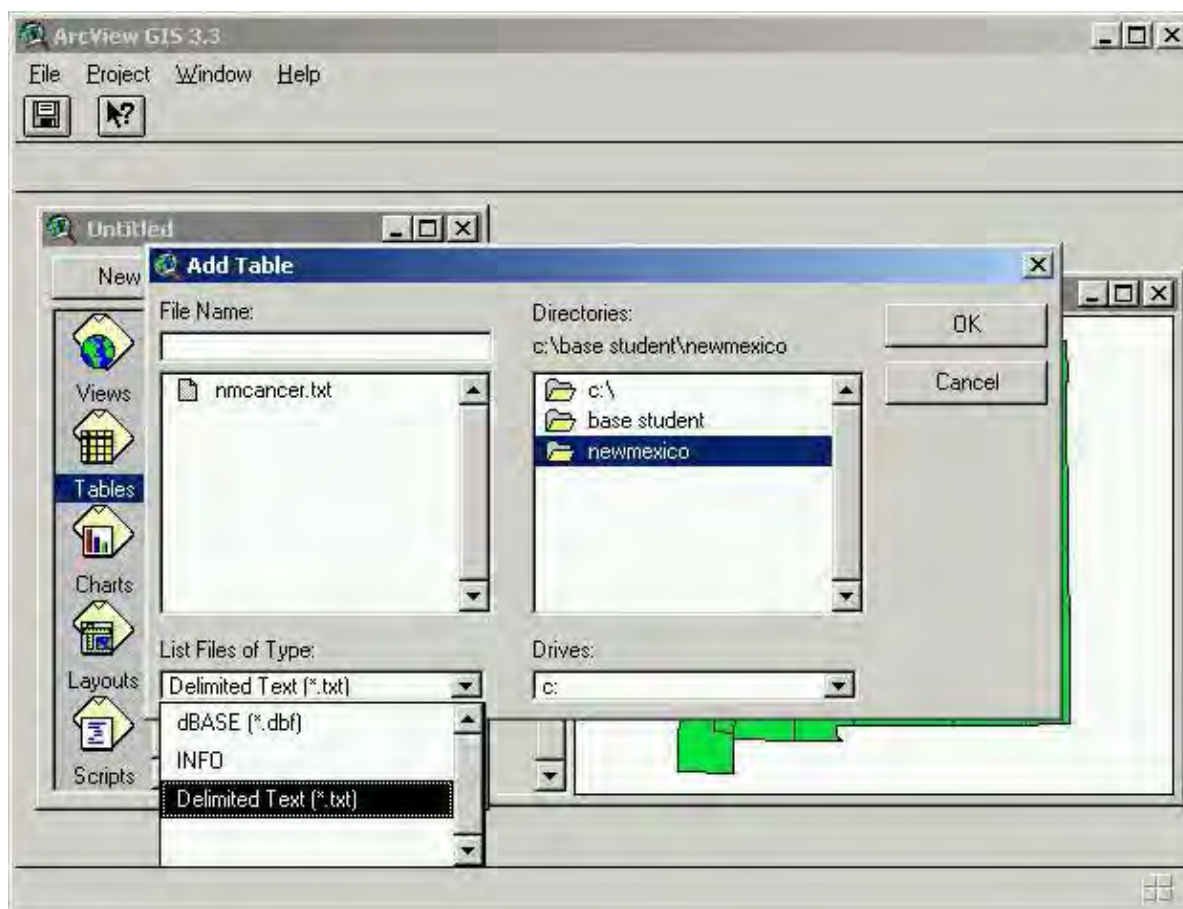 ArcView GIS 3.3
File Project Window Help
Untitled
New
Add Table
File Name:
nmcancer.txt
Directories:
c:\base student\newmexico
c:\
base student
newmexico
OK
Cancel
Views
Tables
Charts
Layouts
Scripts
List Files of Type:
Delimited Text (*.txt)
dBASE (*.dbf)
INFO
Delimited Text (*.txt)
Drives:
c: